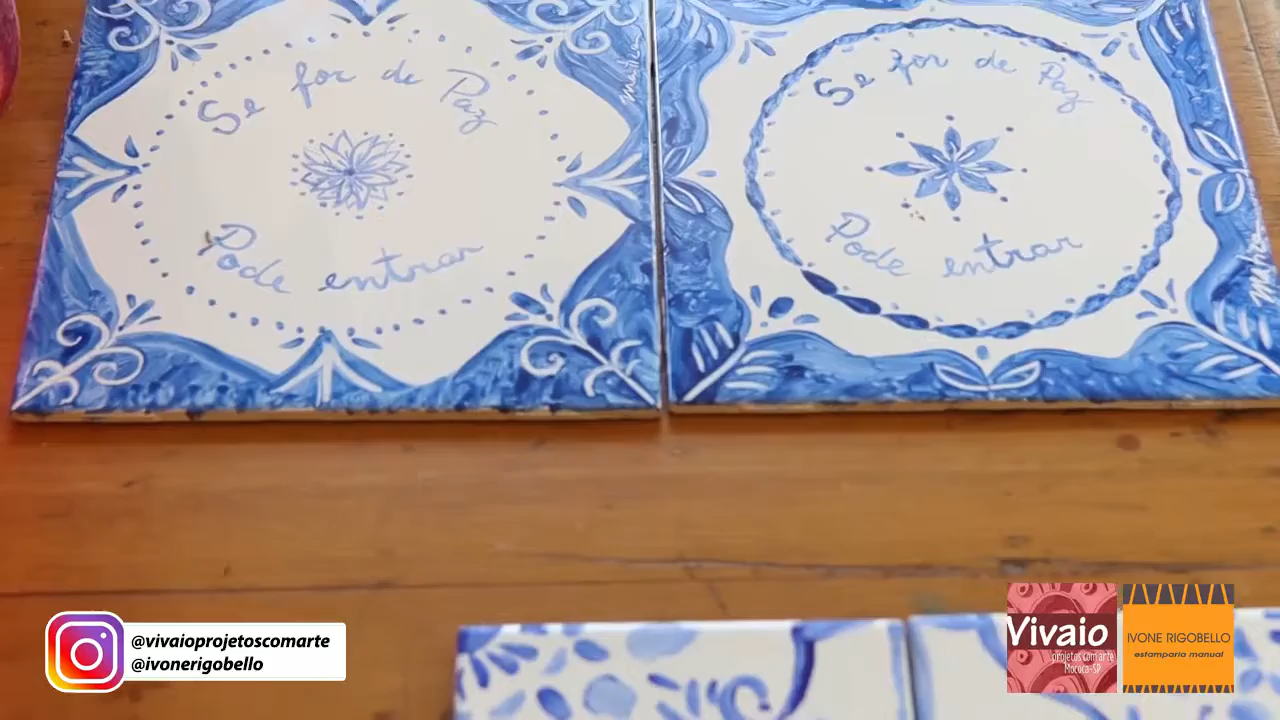 Se for de Paz
Pode entrar
Se for de Paz
Pode entrar
@vivaioprojetoscomarte
@ivonerigobello
Vivaio
projetos com arte
Mococa-SP
IVONE RIGOBELLO
estamparia manual